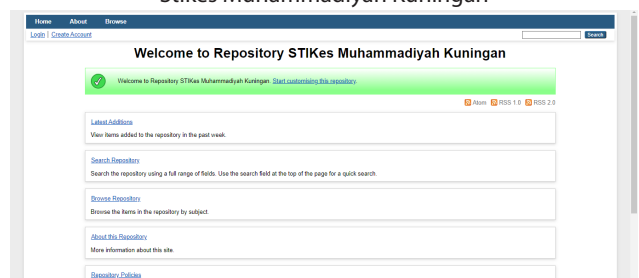 Stikes Muhammadiyah Kuningan
Home About Browse
Login | Create Account Search
Welcome to Repository STIKes Muhammadiyah Kuningan
Welcome to Repository STIKes Muhammadiyah Kuningan. Start customising this repository.
Atom RSS 1.0 RSS 2.0
Latest Additions
View items added to the repository in the past week.
Search Repository
Search the repository using a full range of fields. Use the search field at the top of the page for a quick search.
Browse Repository
Browse the items in the repository by subject.
About this Repository
More information about this site.
Repository Policies